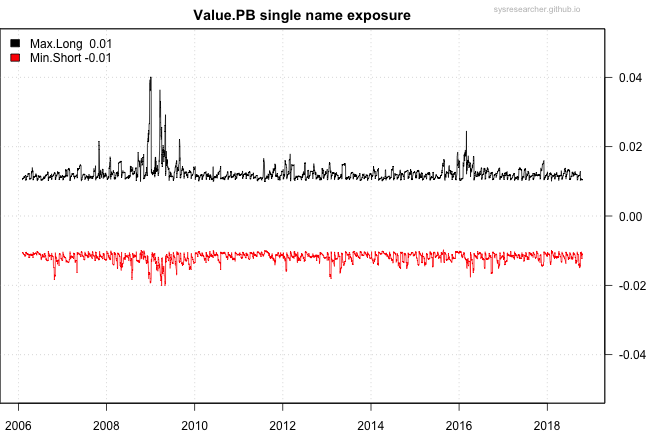 Value.PB single name exposure
sysresearcher.github.io
Max.Long 0.01
Min.Short -0.01
0.04
0.02
0.00
-0.02
-0.04
2006 2008 2010 2012 2014 2016 2018